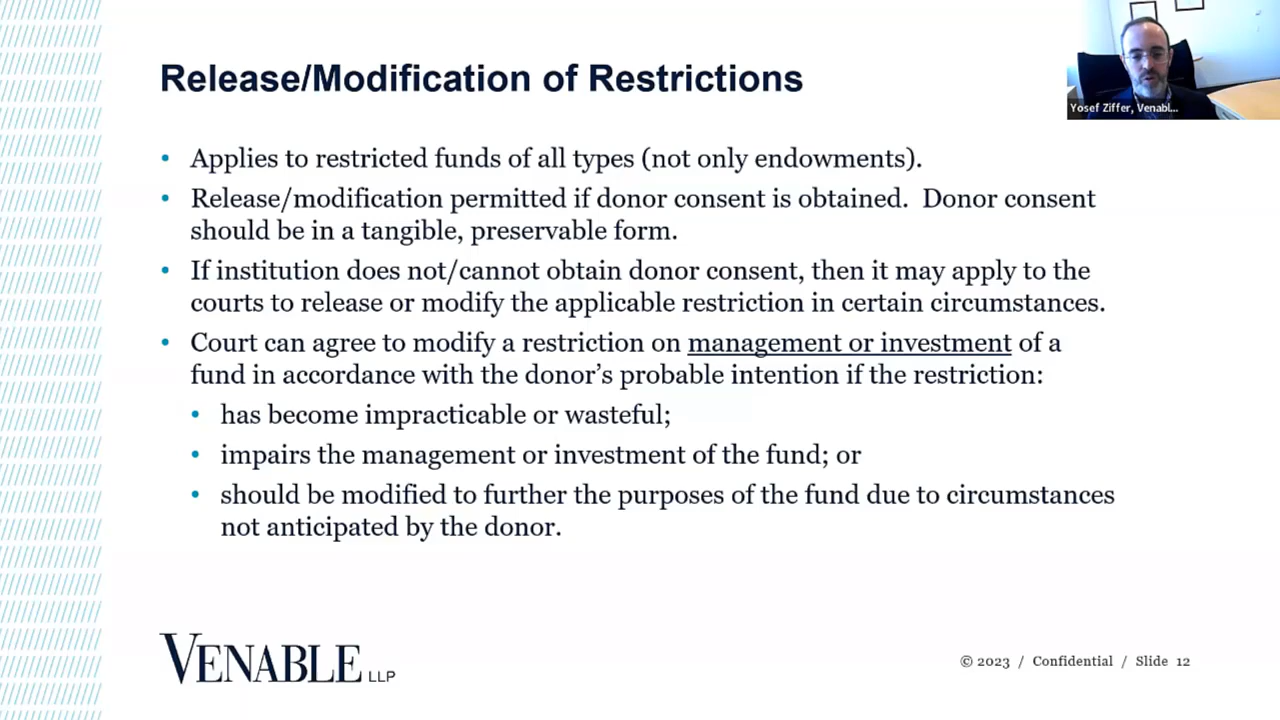 Release/Modification of Restrictions
Yosef Ziffer, Venabl...
• Applies to restricted funds of all types (not only endowments).
• Release/modification permitted if donor consent is obtained.  Donor consent
should be in a tangible, preservable form.
• If institution does not/cannot obtain donor consent, then it may apply to the
courts to release or modify the applicable restriction in certain circumstances.
• Court can agree to modify a restriction on management or investment of a
fund in accordance with the donor’s probable intention if the restriction:
• has become impracticable or wasteful;
• impairs the management or investment of the fund; or
• should be modified to further the purposes of the fund due to circumstances
not anticipated by the donor.
VENABLE LLP
© 2023 / Confidential / Slide 12